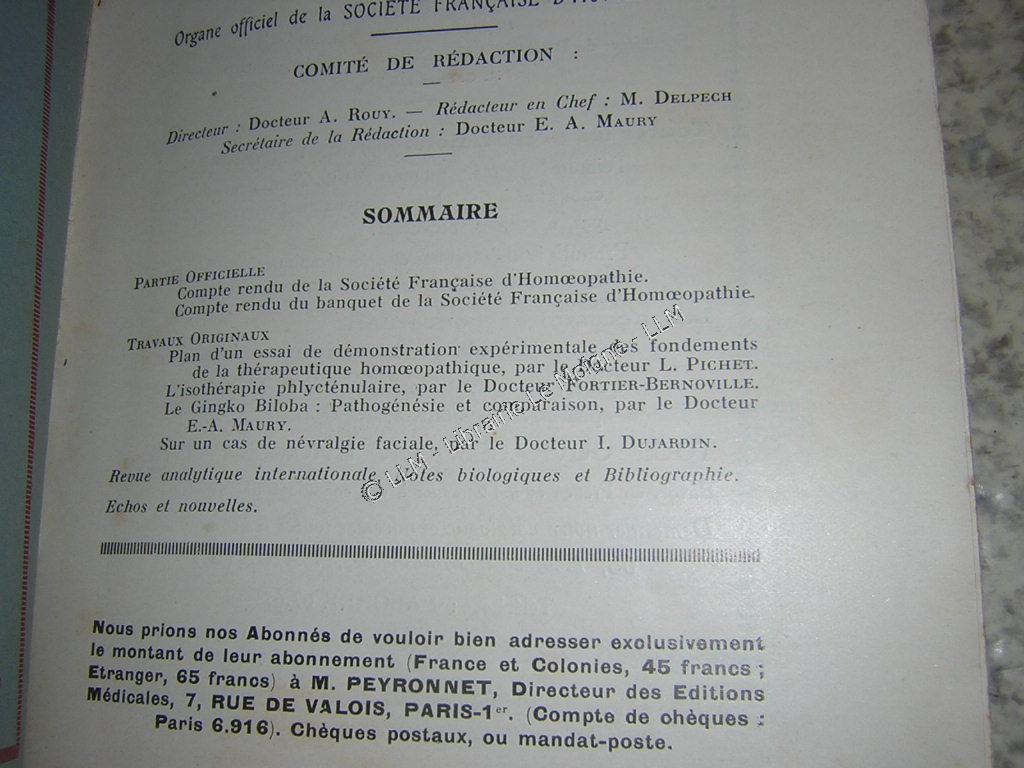 Organe officiel de la SOCIÉTÉ FRANÇAISE
COMITÉ DE RÉDACTION :
Directeur : Docteur A. ROUY. — Rédacteur en Chef : M. DELPECH
Secrétaire de la Rédaction : Docteur E. A. MAURY
SOMMAIRE
PARTIE OFFICIELLE
Compte rendu de la Société Française d'Homœopathie.
Compte rendu du banquet de la Société Française d'Homœopathie.
TRAVAUX ORIGINAUX
Plan d'un essai de démonstration expérimentale des fondements
de la thérapeutique homœopathique, par le Docteur L. PICHET.
L'isothérapie phlycténulaire, par le Docteur FORTIER-BERNOVILLE.
Le Gingko Biloba : Pathogénésie et comparaison, par le Docteur
E.-A. MAURY.
Sur un cas de névralgie faciale, par le Docteur I. DUJARDIN.
Revue analytique internationale, notes biologiques et Bibliographie.
Echos et nouvelles.
Nous prions nos Abonnés de vouloir bien adresser exclusivement
le montant de leur abonnement (France et Colonies, 45 francs ;
Etranger, 65 francs) à M. PEYRONNET, Directeur des Editions
Médicales, 7, RUE DE VALOIS, PARIS-1er. (Compte de chèques :
Paris 6.916). Chèques postaux, ou mandat-poste.
© LLM - Librairie Le Moigne - LLM